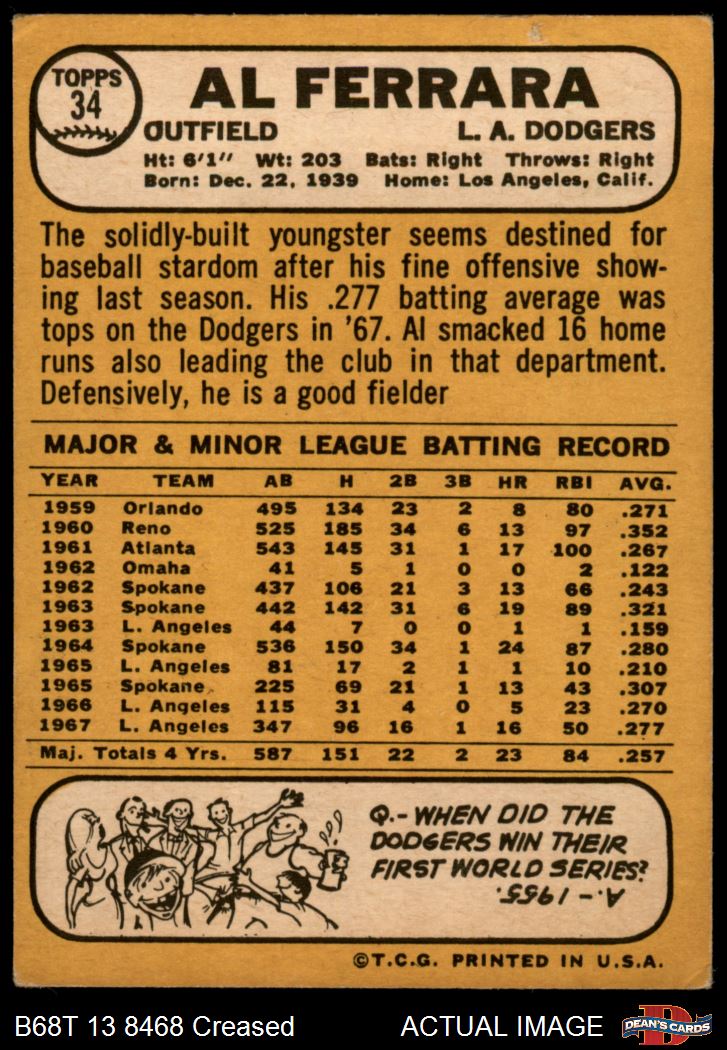 TOPPS
34
AL FERRARA
OUTFIELD L. A. DODGERS
Ht: 6'1" Wt: 203 Bats: Right Throws: Right
Born: Dec. 22, 1939 Home: Los Angeles, Calif.
The solidly-built youngster seems destined for
baseball stardom after his fine offensive show-
ing last season. His .277 batting average was
tops on the Dodgers in '67. Al smacked 16 home
runs also leading the club in that department.
Defensively, he is a good fielder
MAJOR & MINOR LEAGUE BATTING RECORD
YEAR TEAM AB H 2B 3B HR RBI AVG.
1959 Orlando 495 134 23 2 8 80 .271
1960 Reno 525 185 34 6 13 97 .352
1961 Atlanta 543 145 31 1 17 100 .267
1962 Omaha 41 5 1 0 0 2 .122
1962 Spokane 437 106 21 3 13 66 .243
1963 Spokane 442 142 31 6 19 89 .321
1963 L. Angeles 44 7 0 0 1 1 .159
1964 Spokane 536 150 34 1 24 87 .280
1965 L. Angeles 81 17 2 1 1 10 .210
1965 Spokane 225 69 21 1 13 43 .307
1966 L. Angeles 115 31 4 0 5 23 .270
1967 L. Angeles 347 96 16 1 16 50 .277
Maj. Totals 4 Yrs. 587 151 22 2 23 84 .257
Q.- WHEN DID THE
DODGERS WIN THEIR
FIRST WORLD SERIES?
A.- 1955.
©T.C.G. PRINTED IN U.S.A.
B68T 13 8468 Creased ACTUAL IMAGE
D
DEAN'S CARDS